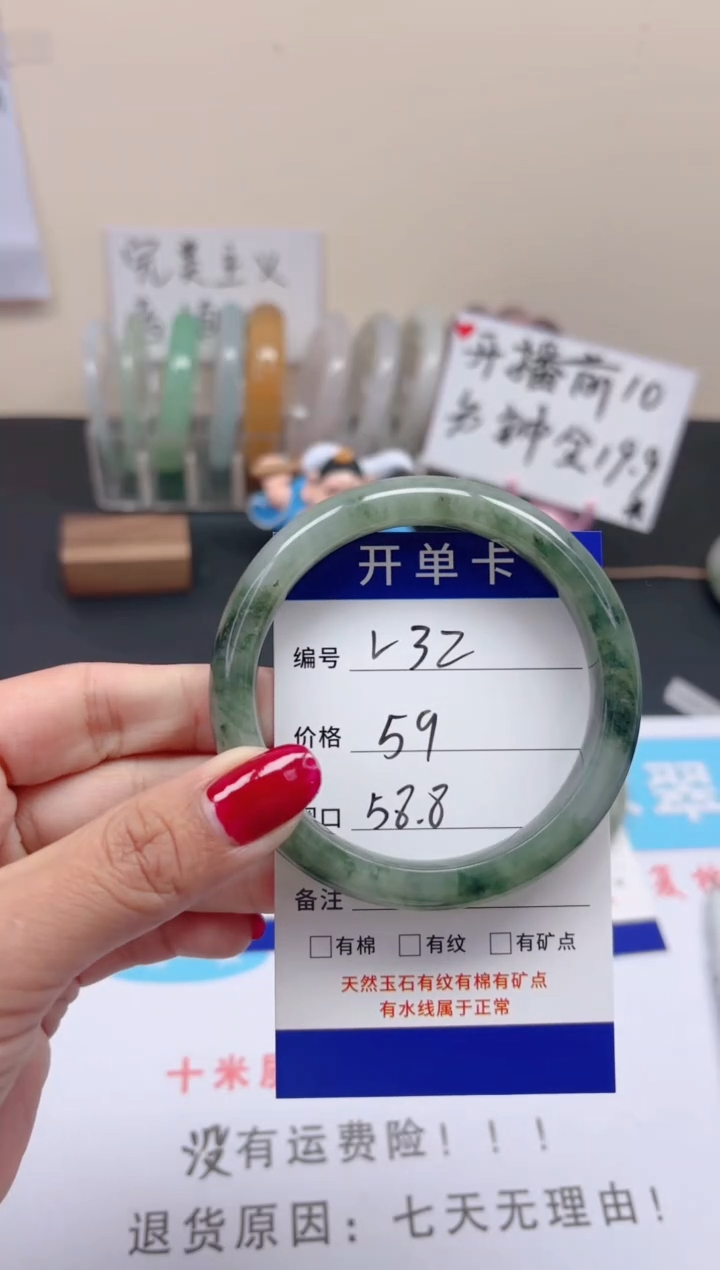 完美主义
开播前10
分钟全19.9
开单卡
编号 L32
价格 59
圈口 58.8
备注
□有棉 □有纹 □有矿点
天然玉石有纹有棉有矿点
有水线属于正常
十米
没有运费险！！！
退货原因：七天无理由！